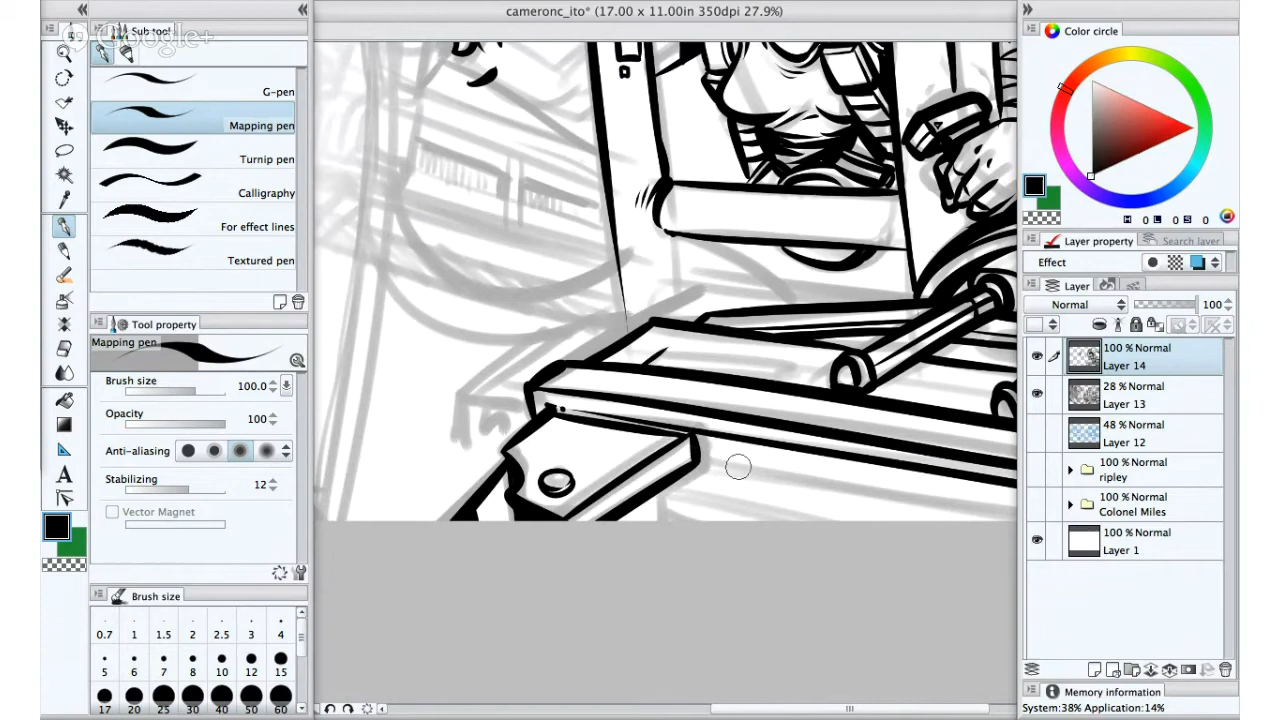 cameronc_ito* (17.00 x 11.00in 350dpi 27.9%)
Google+
Sub tool
G-pen
Mapping pen
Turnip pen
Calligraphy
For effect lines
Textured pen
Tool property
Mapping pen
Brush size 100.0
Opacity 100
Anti-aliasing
Stabilizing 12
Vector Magnet
Brush size
0.7 1 1.5 2 2.5 3 4
5 6 7 8 10 12 15
17 20 25 30 40 50 60
Color circle
H 0 L 0 S 0
Layer property Search layer
Effect
Layer
Normal 100
100 % Normal
Layer 14
28 % Normal
Layer 13
48 % Normal
Layer 12
100 % Normal
ripley
100 % Normal
Colonel Miles
100 % Normal
Layer 1
Memory information
System:38% Application:14%